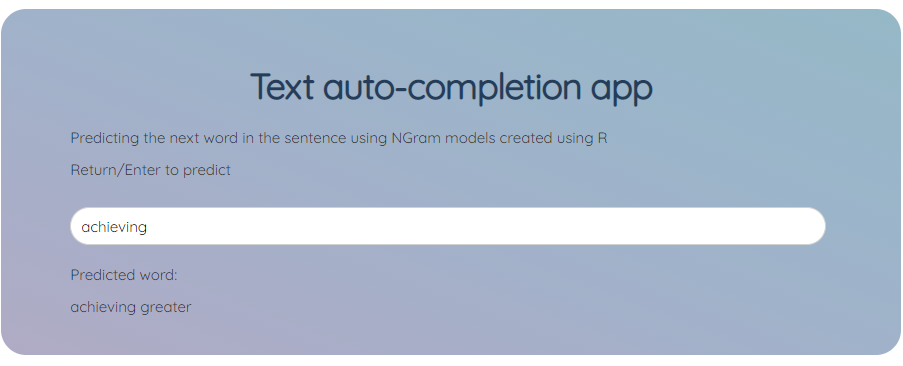 Text auto-completion app
Predicting the next word in the sentence using NGram models created using R
Return/Enter to predict
achieving
Predicted word:
achieving greater